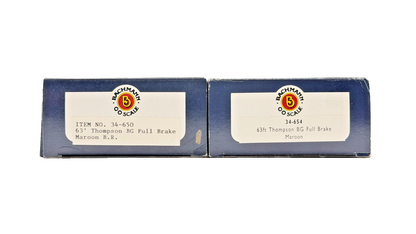 BACHMANN
B
OO SCALE
ITEM NO. 34-650
63' Thompson BG Full Brake
Maroon B.R.
BACHMANN
B
OO SCALE
34-654
63ft Thompson BG Full Brake
Maroon